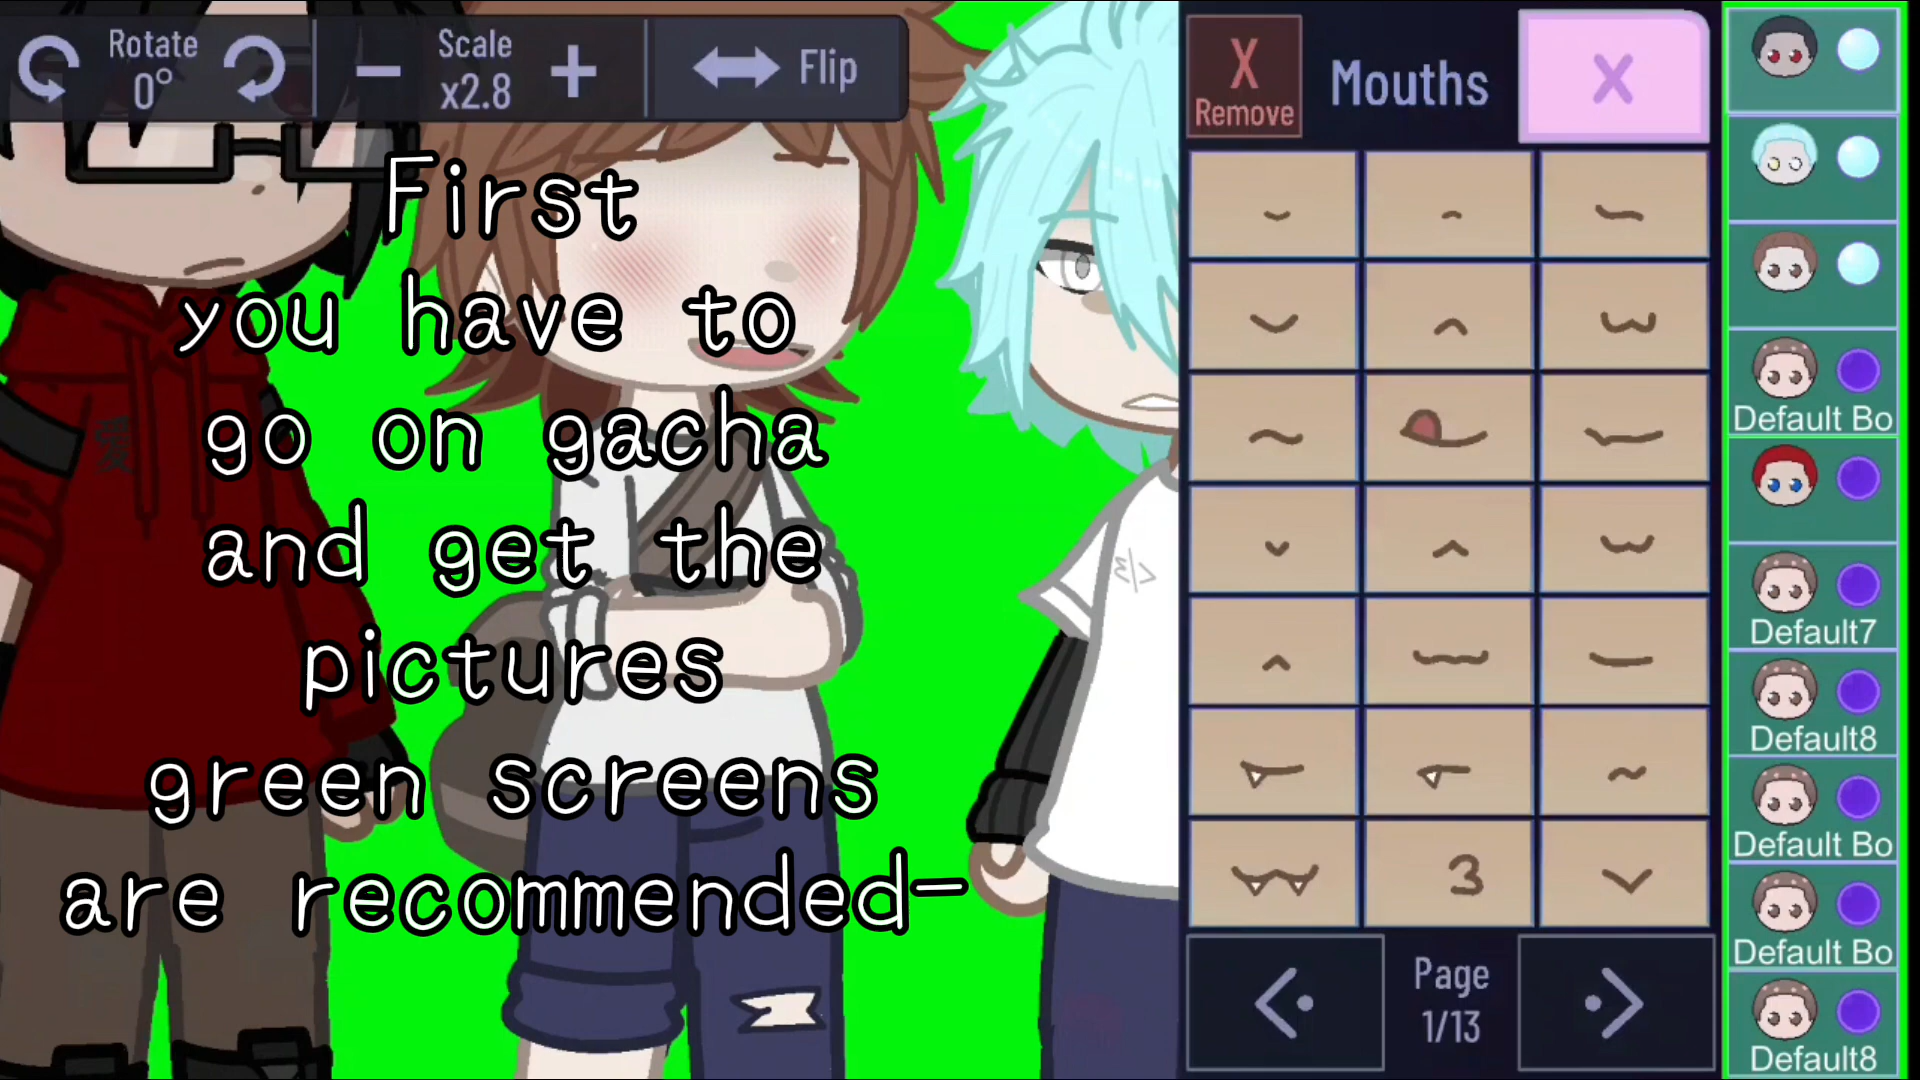 Rotate
0°
Scale
x2.8
Flip
X
Remove
Mouths
X
First
you have to
go on gacha
and get the
pictures
green screens
are recommended-
Page
1/13
Default Bo
Default7
Default8
Default Bo
Default Bo
Default8